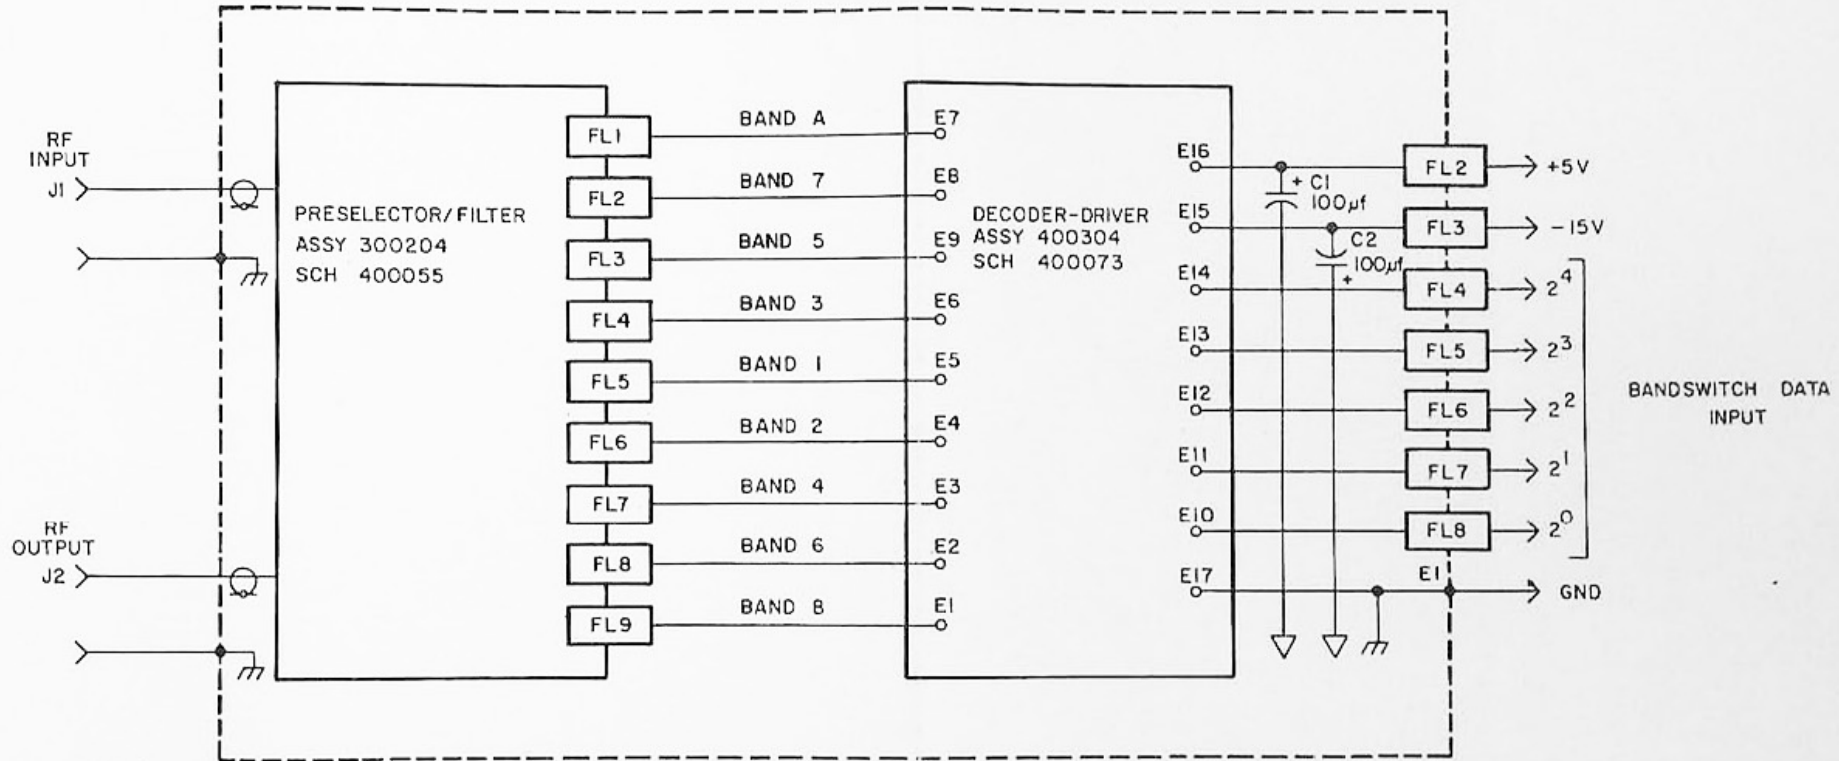 RF
INPUT
J1
RF
OUTPUT
J2
PRESELECTOR/FILTER
ASSY 300204
SCH 400055
FL1
FL2
FL3
FL4
FL5
FL6
FL7
FL8
FL9
BAND A
BAND 7
BAND 5
BAND 3
BAND 1
BAND 2
BAND 4
BAND 6
BAND 8
E7
E8
E9
E6
E5
E4
E3
E2
E1
DECODER-DRIVER
ASSY 400304
SCH 400073
E16
E15
E14
E13
E12
E11
E10
E17
+ C1
100µf
C2
100µf
+
FL2
FL3
FL4
FL5
FL6
FL7
FL8
E1
+5V
-15V
2⁴
2³
2²
2¹
2⁰
GND
BANDSWITCH DATA
INPUT